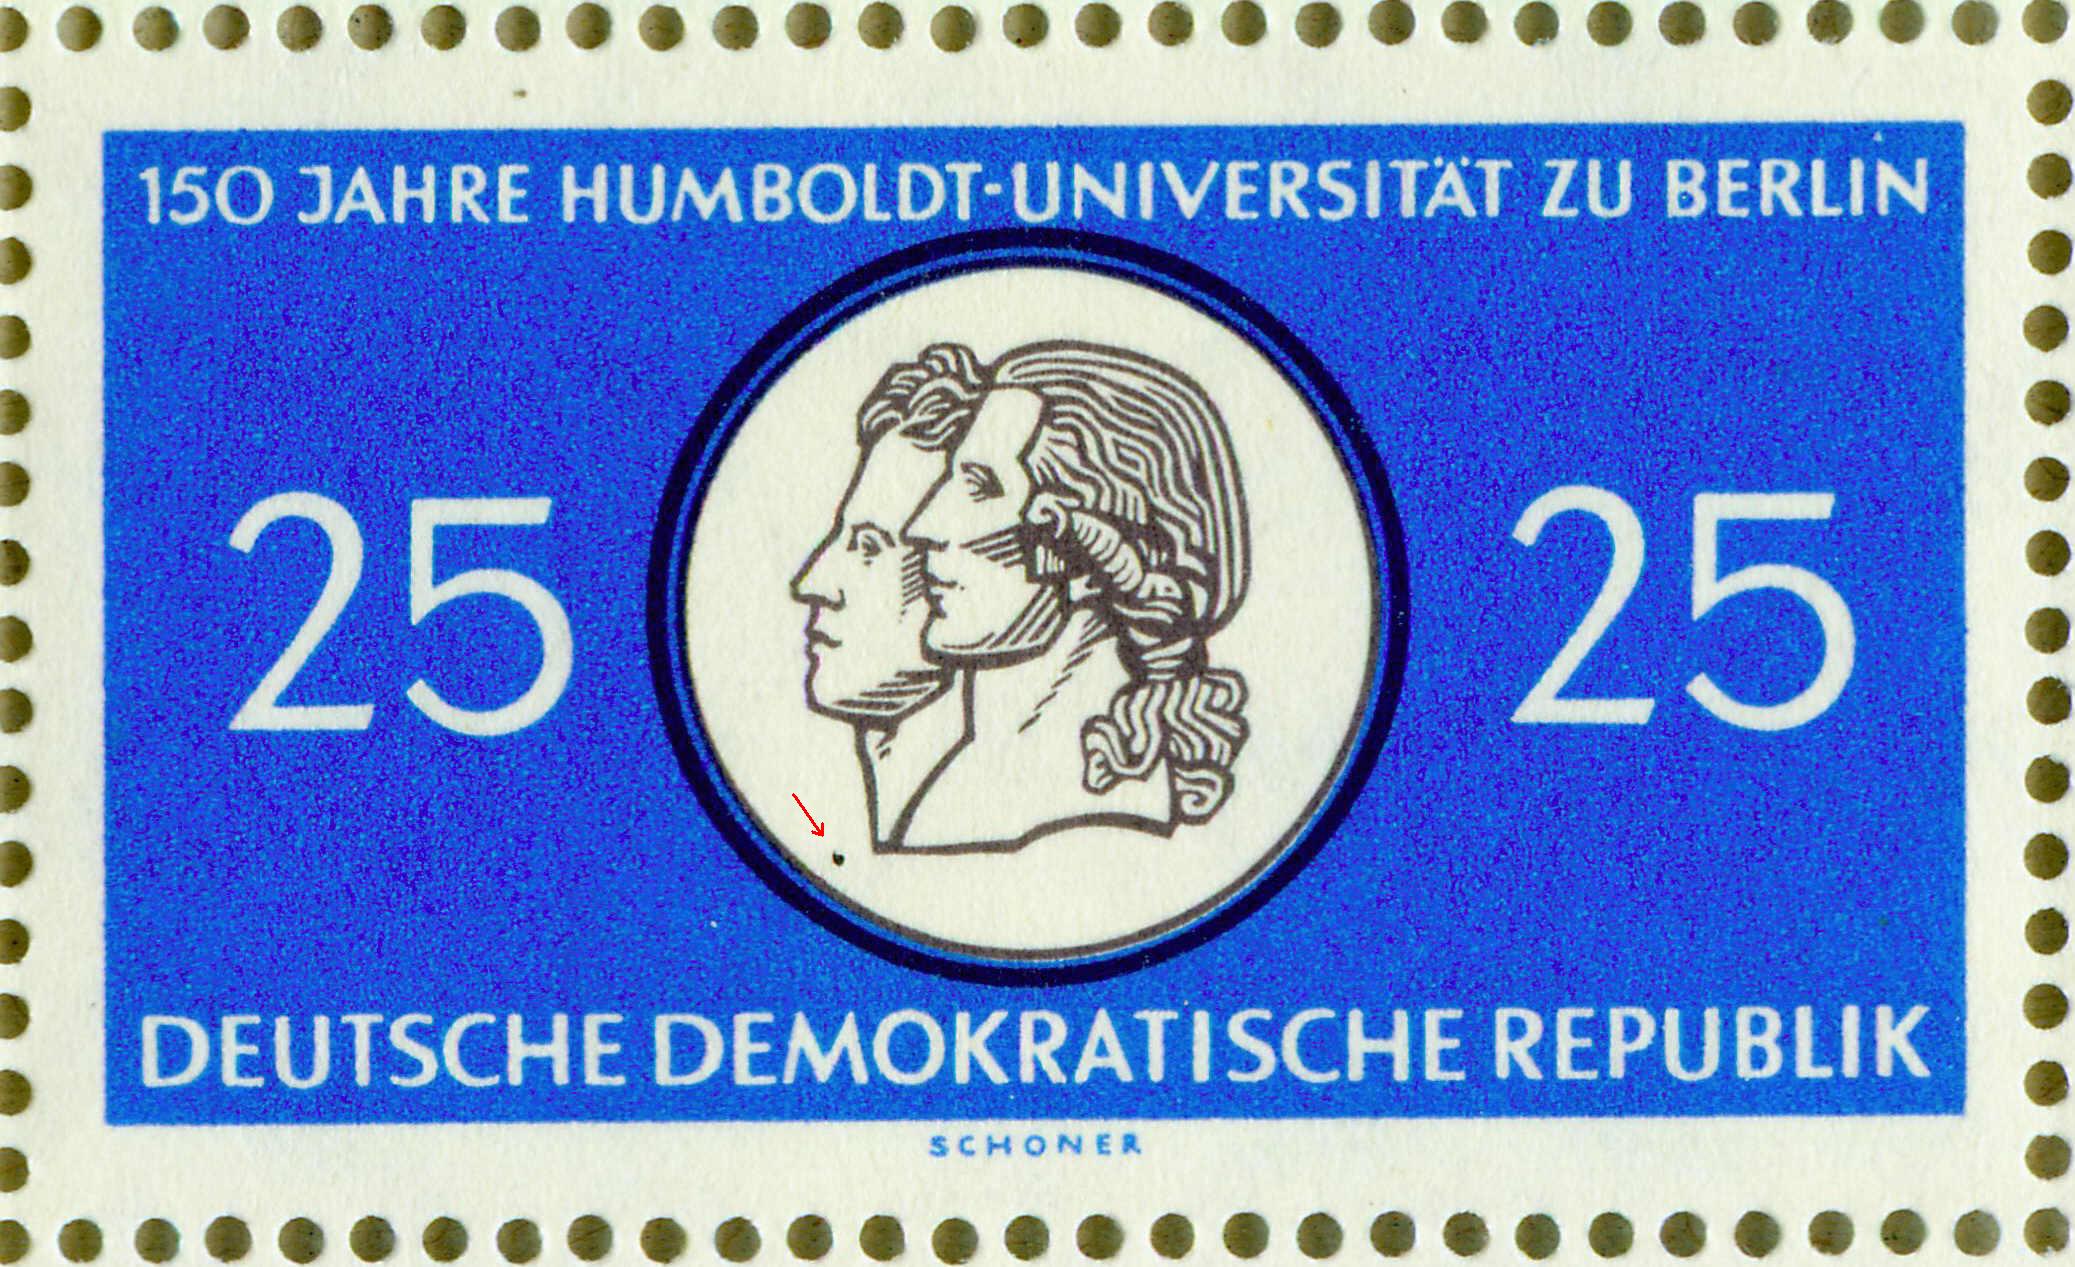 150 JAHRE HUMBOLDT-UNIVERSITÄT ZU BERLIN
25 25
DEUTSCHE DEMOKRATISCHE REPUBLIK
SCHONER